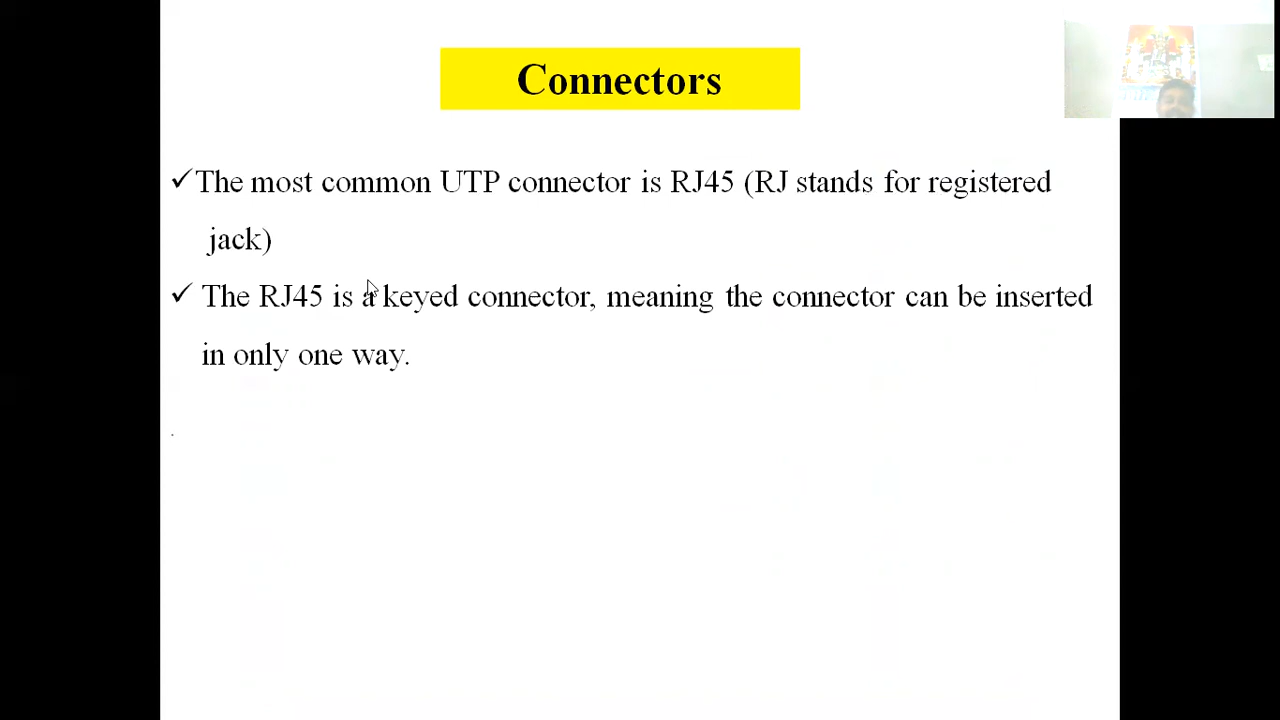 Connectors
✓The most common UTP connector is RJ45 (RJ stands for registered
jack)
✓ The RJ45 is a keyed connector, meaning the connector can be inserted
in only one way.
.